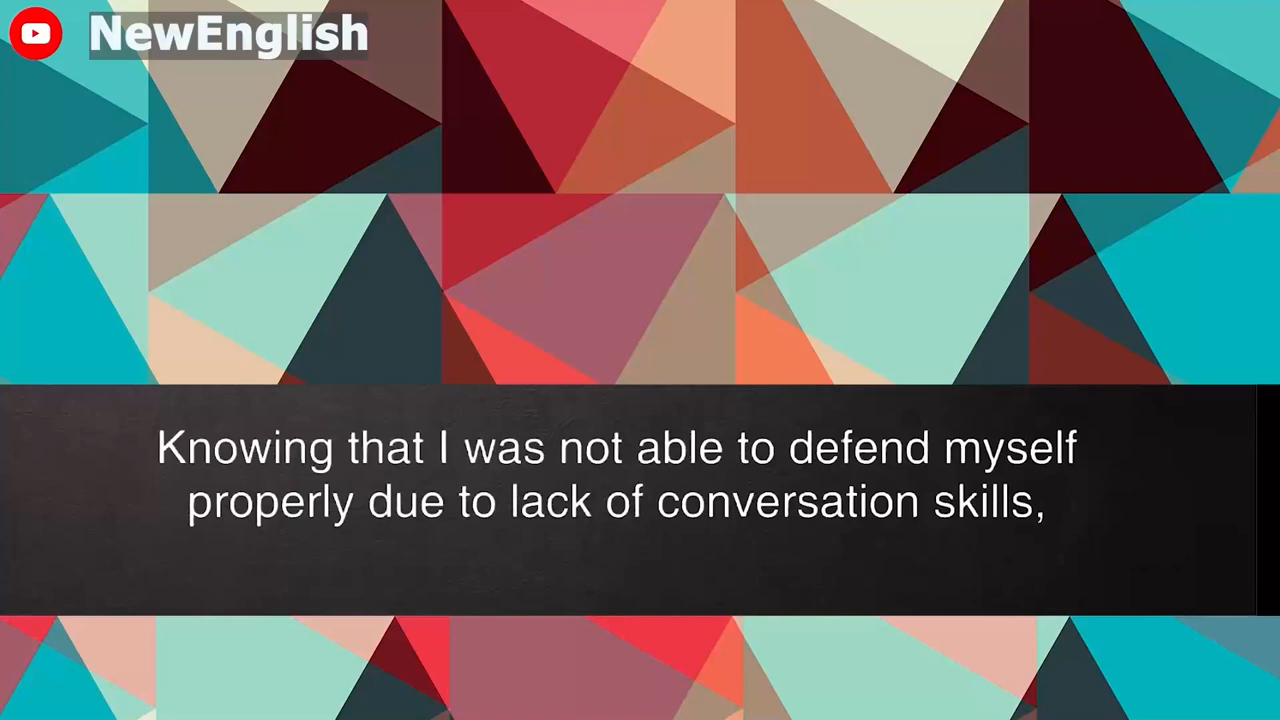 NewEnglish
Knowing that I was not able to defend myself
properly due to lack of conversation skills,